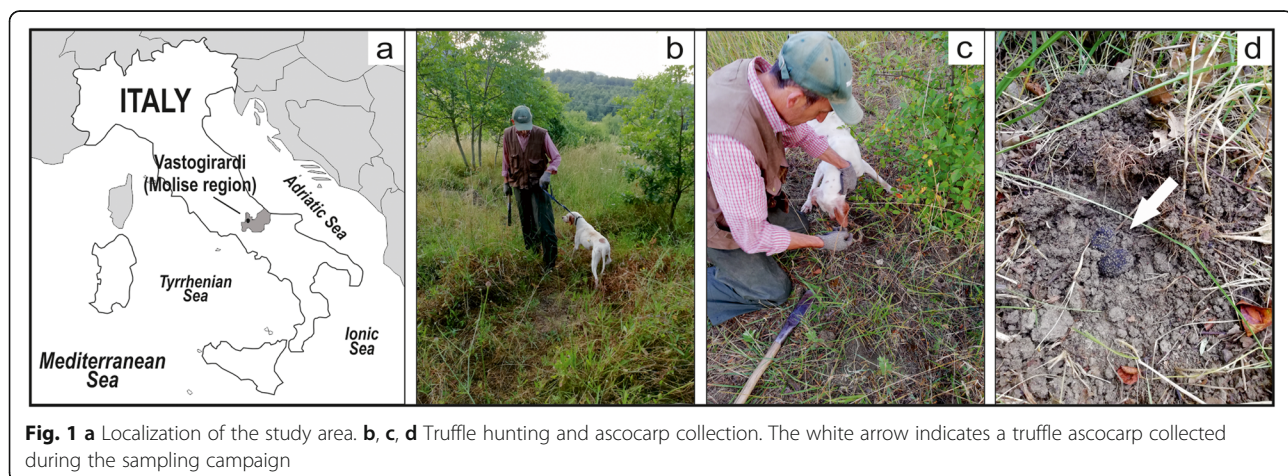 a
ITALY
Vastogirardi
(Molise region)
Adriatic Sea
Tyrrhenian
Sea
Ionic
Sea
Mediterranean
Sea
b
c
d
Fig. 1 a Localization of the study area. b, c, d Truffle hunting and ascocarp collection. The white arrow indicates a truffle ascocarp collected
during the sampling campaign